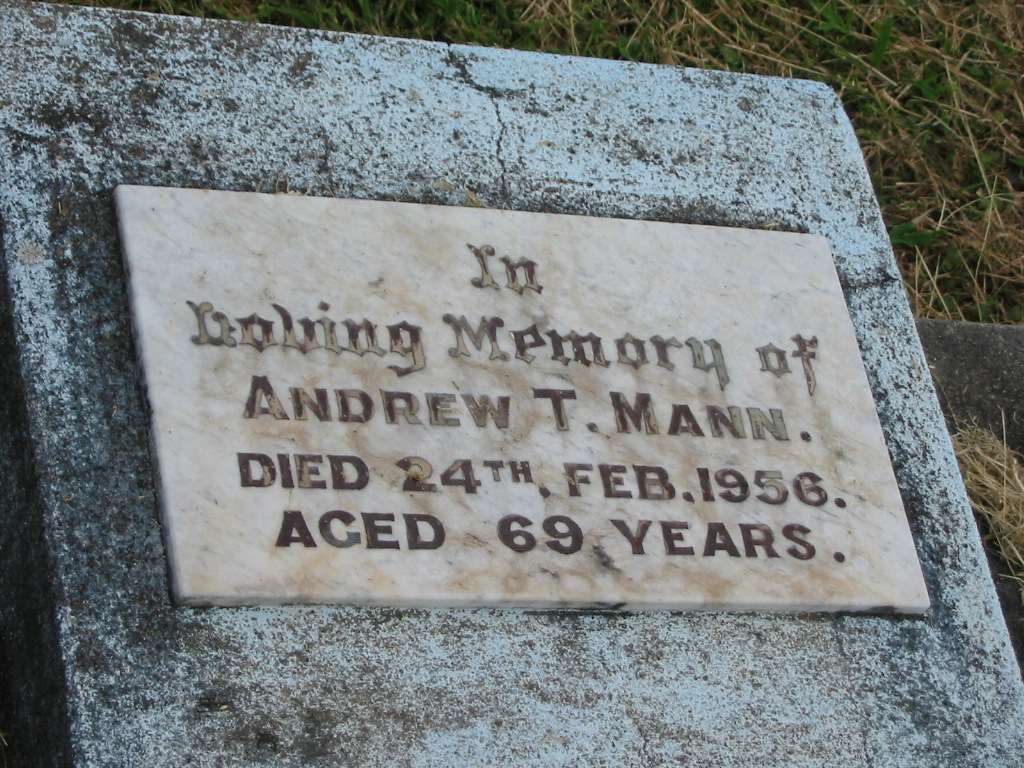 In
Loving Memory of
ANDREW T. MANN.
DIED 24TH. FEB. 1956.
AGED 69 YEARS.